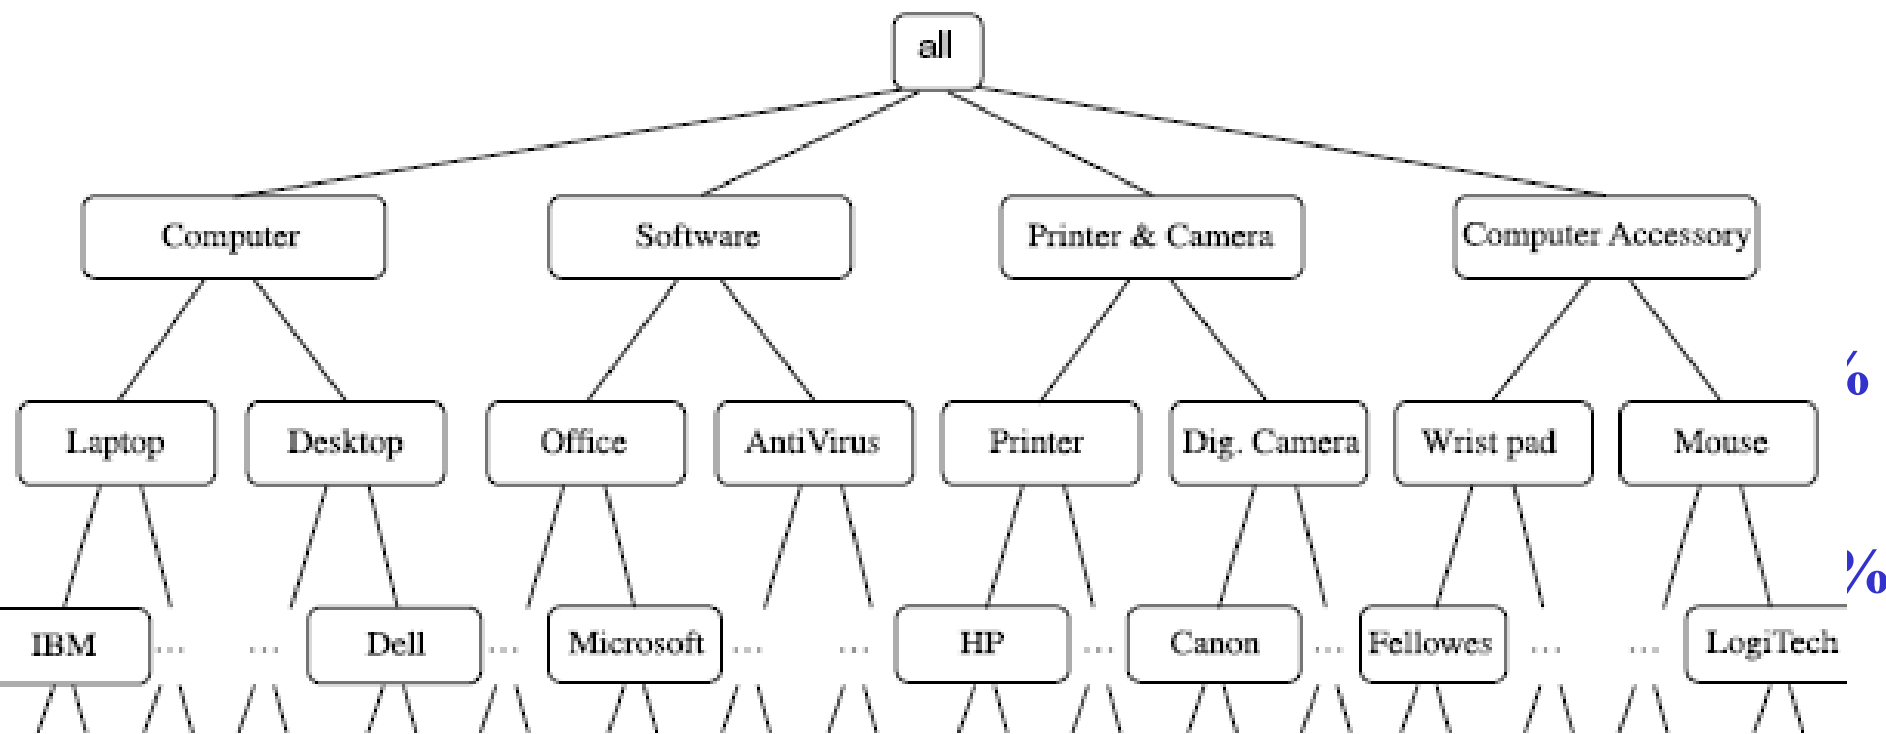 all
Computer Software Printer & Camera Computer Accessory
%
Laptop Desktop Office AntiVirus Printer Dig. Camera Wrist pad Mouse
%
IBM ... ... Dell ... Microsoft ... ... HP ... Canon ... Fellowes ... ... LogiTech